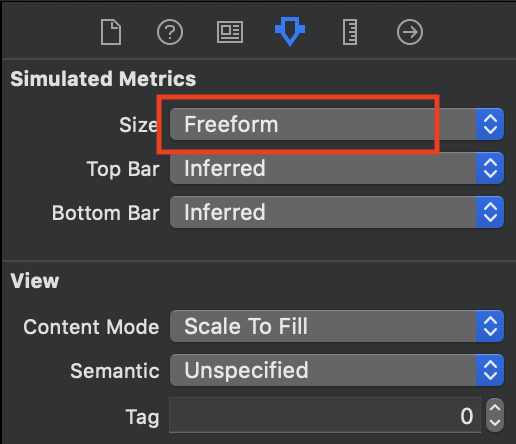 Simulated Metrics
Size Freeform
Top Bar Inferred
Bottom Bar Inferred
View
Content Mode Scale To Fill
Semantic Unspecified
Tag 0